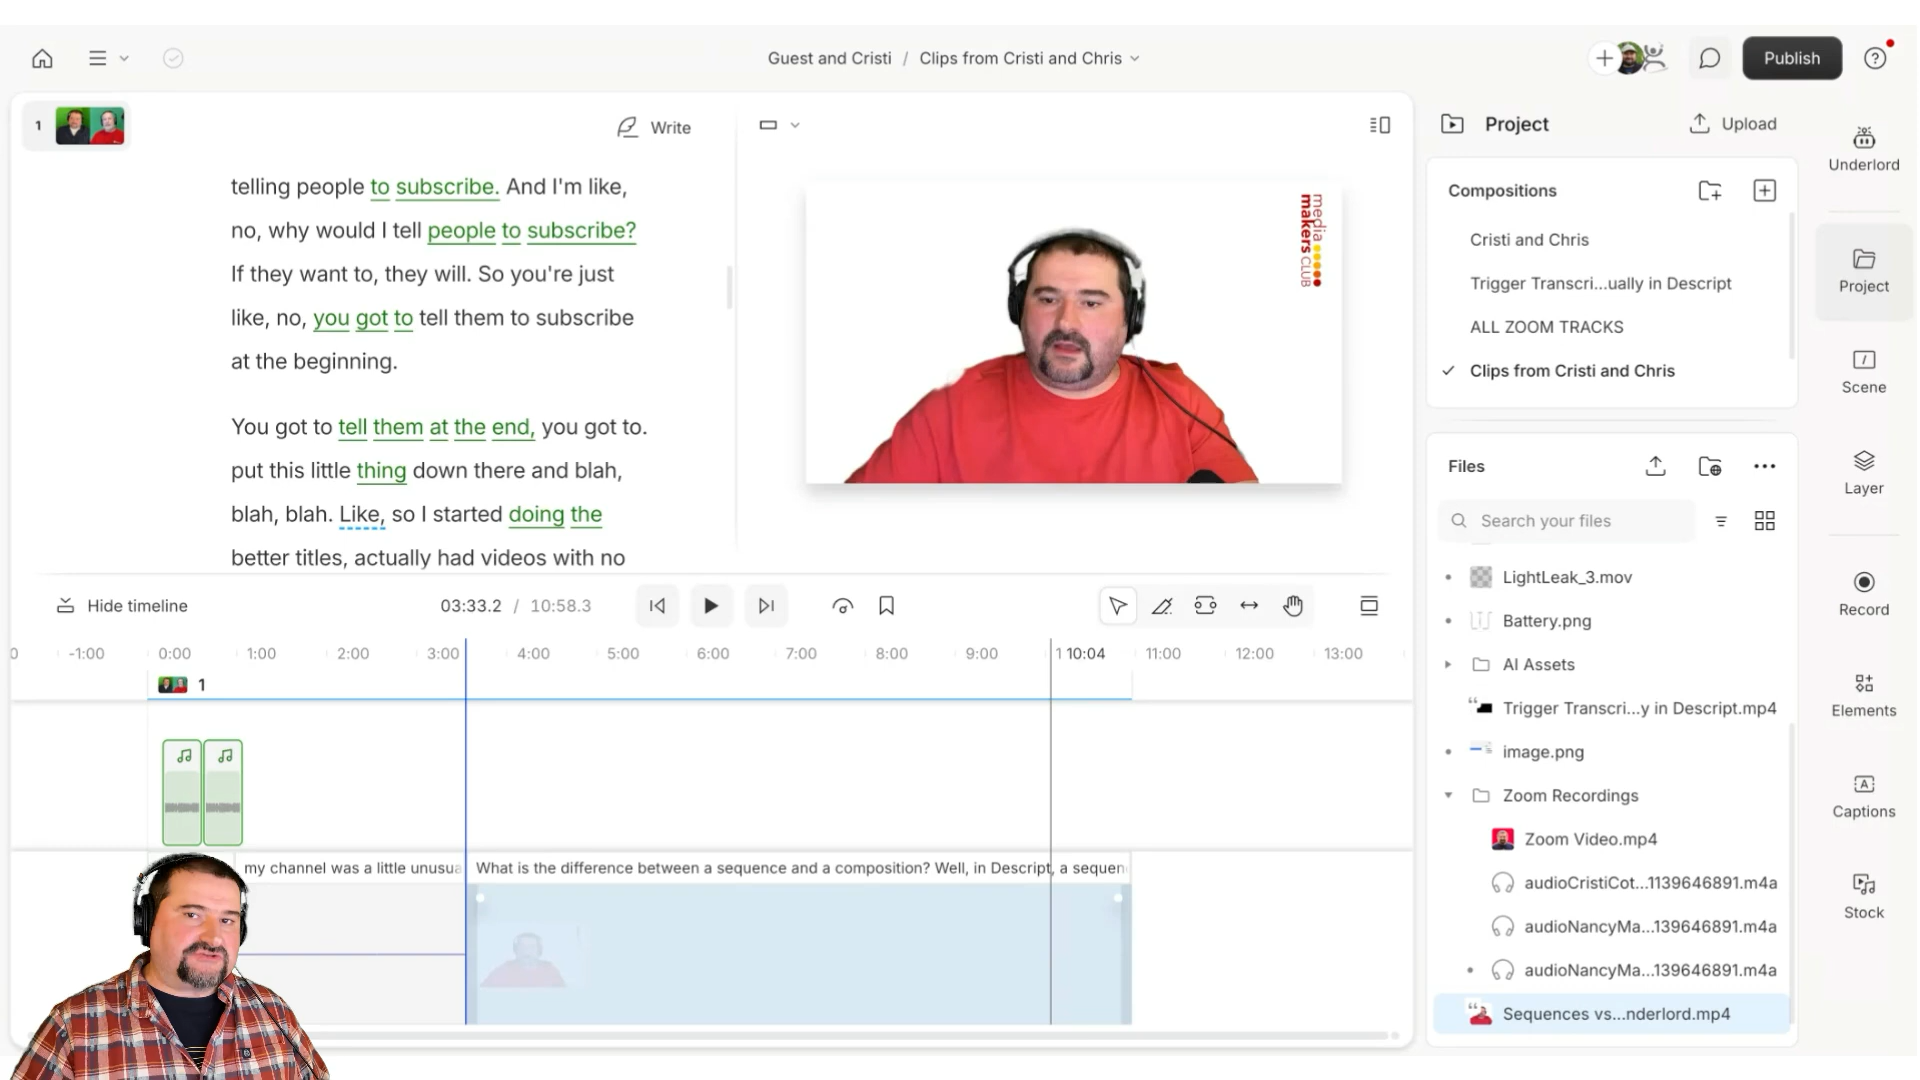 Guest and Cristi / Clips from Cristi and Chris
Publish
1
Write
telling people to subscribe. And I'm like,
no, why would I tell people to subscribe?
If they want to, they will. So you're just
like, no, you got to tell them to subscribe
at the beginning.
You got to tell them at the end, you got to.
put this little thing down there and blah,
blah, blah. Like, so I started doing the
better titles, actually had videos with no
media
makers CLUB
Project
Upload
Compositions
Cristi and Chris
Trigger Transcri...ually in Descript
ALL ZOOM TRACKS
Clips from Cristi and Chris
Files
Search your files
LightLeak_3.mov
Battery.png
AI Assets
Trigger Transcri...y in Descript.mp4
image.png
Zoom Recordings
Zoom Video.mp4
audioCristiCot...1139646891.m4a
audioNancyMa...139646891.m4a
audioNancyMa...139646891.m4a
Sequences vs...nderlord.mp4
Underlord
Project
Scene
Layer
Record
Elements
Captions
Stock
Hide timeline
03:33.2 / 10:58.3
0 -1:00 0:00 1:00 2:00 3:00 4:00 5:00 6:00 7:00 8:00 9:00 1 10:04 11:00 12:00 13:00
1
my channel was a little unusua
What is the difference between a sequence and a composition? Well, in Descript, a sequen